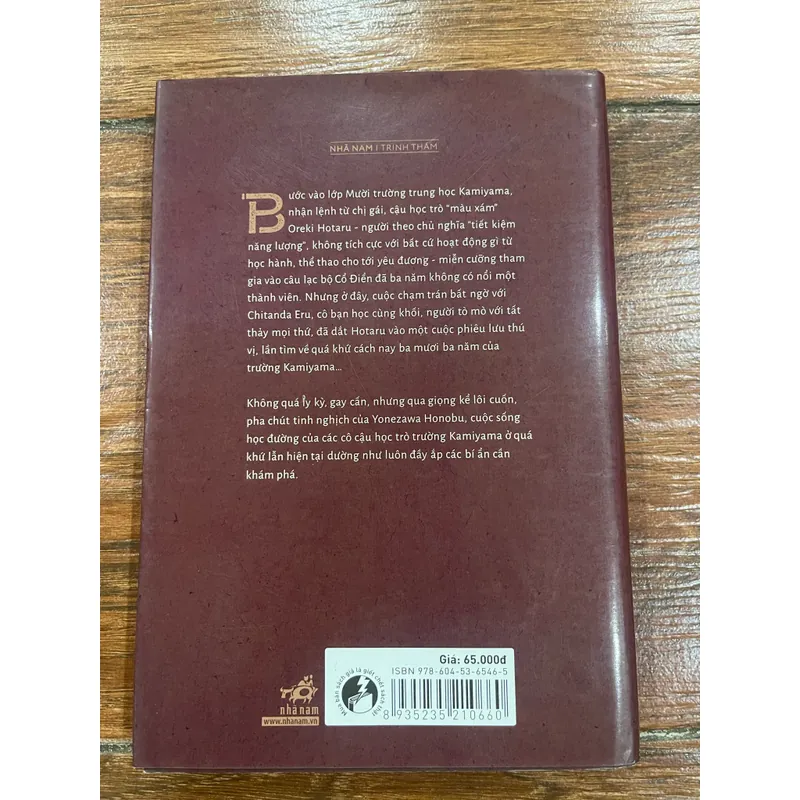 NHÃ NAM | TRINH THÁM
Bước vào lớp Mười trường trung học Kamiyama,
nhận lệnh từ chị gái, cậu học trò "màu xám"
Oreki Hotaru - người theo chủ nghĩa "tiết kiệm
năng lượng", không tích cực với bất cứ hoạt động gì từ
học hành, thể thao cho tới yêu đương - miễn cưỡng tham
gia vào câu lạc bộ Cổ Điển đã ba năm không có nổi một
thành viên. Nhưng ở đây, cuộc chạm trán bất ngờ với
Chitanda Eru, cô bạn học cùng khối, người tò mò với tất
thảy mọi thứ, đã dắt Hotaru vào một cuộc phiêu lưu thú
vị, lần tìm về quá khứ cách nay ba mươi ba năm của
trường Kamiyama...
Không quá ly kỳ, gay cấn, nhưng qua giọng kể lôi cuốn,
pha chút tinh nghịch của Yonezawa Honobu, cuộc sống
học đường của các cô cậu học trò trường Kamiyama ở quá
khứ lẫn hiện tại dường như luôn đầy ắp các bí ẩn cần
khám phá.
nhã nam
www.nhanam.vn
Mua bán sách giả là giết chết sách thật
Giá: 65.000đ
ISBN 978-604-53-6546-5
8 935235 210660